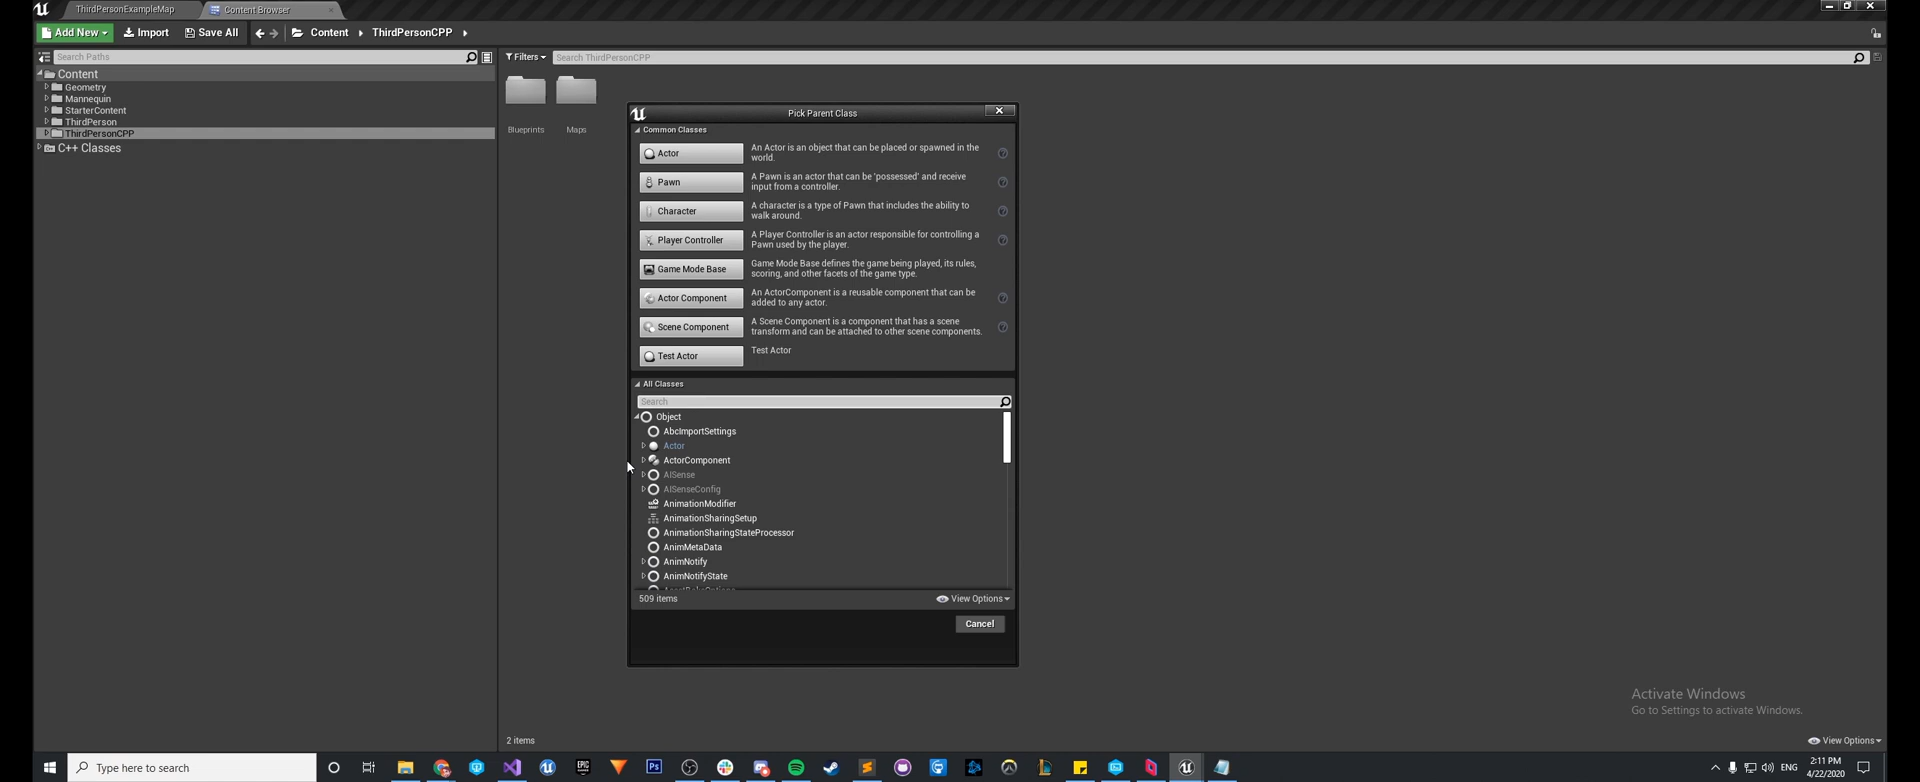 ThirdPersonExampleMap
Content Browser
Add New
Import
Save All
Content
ThirdPersonCPP
Search Paths
Filters
Search ThirdPersonCPP
Content
Geometry
Mannequin
StarterContent
ThirdPerson
ThirdPersonCPP
C++ Classes
Blueprints
Maps
Pick Parent Class
Common Classes
Actor
An Actor is an object that can be placed or spawned in the
world.
Pawn
A Pawn is an actor that can be 'possessed' and receive
input from a controller.
Character
A character is a type of Pawn that includes the ability to
walk around.
Player Controller
A Player Controller is an actor responsible for controlling a
Pawn used by the player.
Game Mode Base
Game Mode Base defines the game being played, its rules,
scoring, and other facets of the game type.
Actor Component
An ActorComponent is a reusable component that can be
added to any actor.
Scene Component
A Scene Component is a component that has a scene
transform and can be attached to other scene components.
Test Actor
Test Actor
All Classes
Search
Object
AbcImportSettings
Actor
ActorComponent
AISense
AISenseConfig
AnimationModifier
AnimationSharingSetup
AnimationSharingStateProcessor
AnimMetaData
AnimNotify
AnimNotifyState
509 items
View Options
Cancel
Activate Windows
Go to Settings to activate Windows.
2 items
View Options
Type here to search
ENG
2:11 PM
4/22/2020